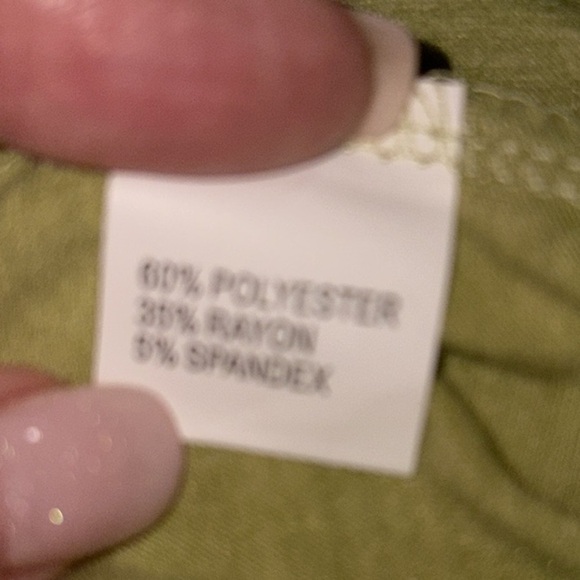 60% POLYESTER
35% RAYON
5% SPANDEX